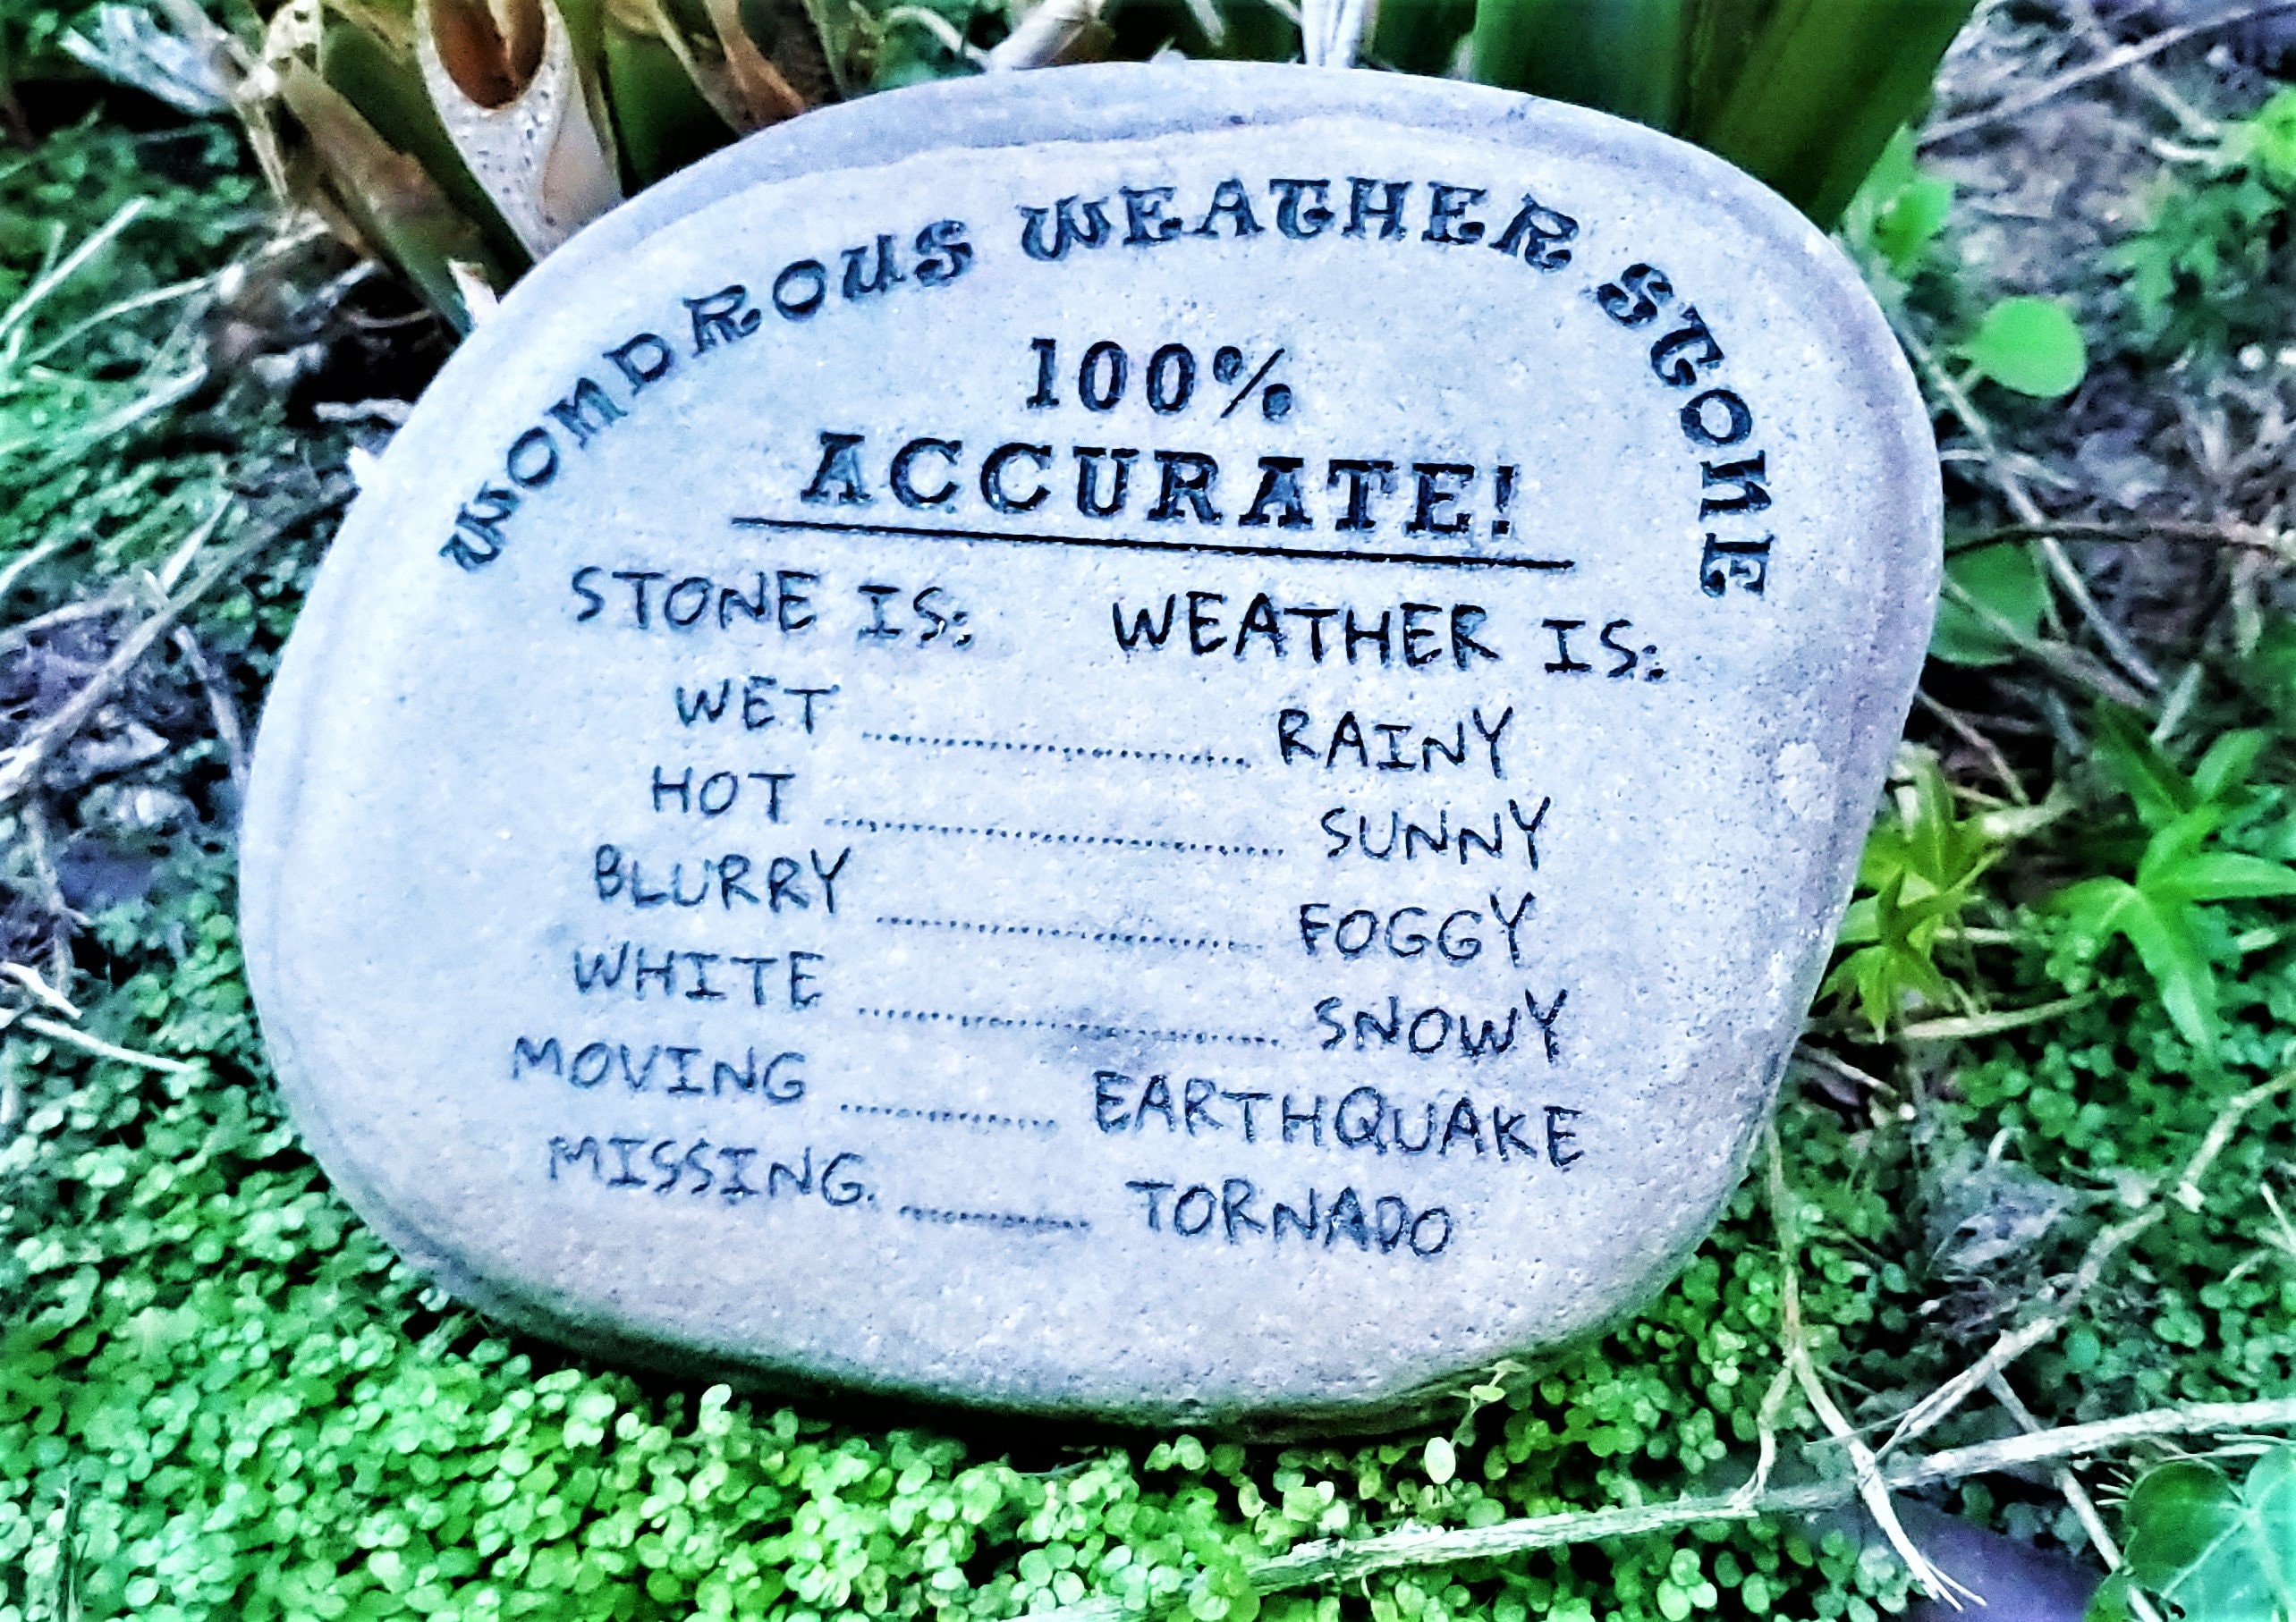 WONDROUS WEATHER STONE
100%
ACCURATE!
STONE IS: WEATHER IS:
WET .................... RAINY
HOT .................... SUNNY
BLURRY .................... FOGGY
WHITE .................... SNOWY
MOVING .................... EARTHQUAKE
MISSING. .................... TORNADO